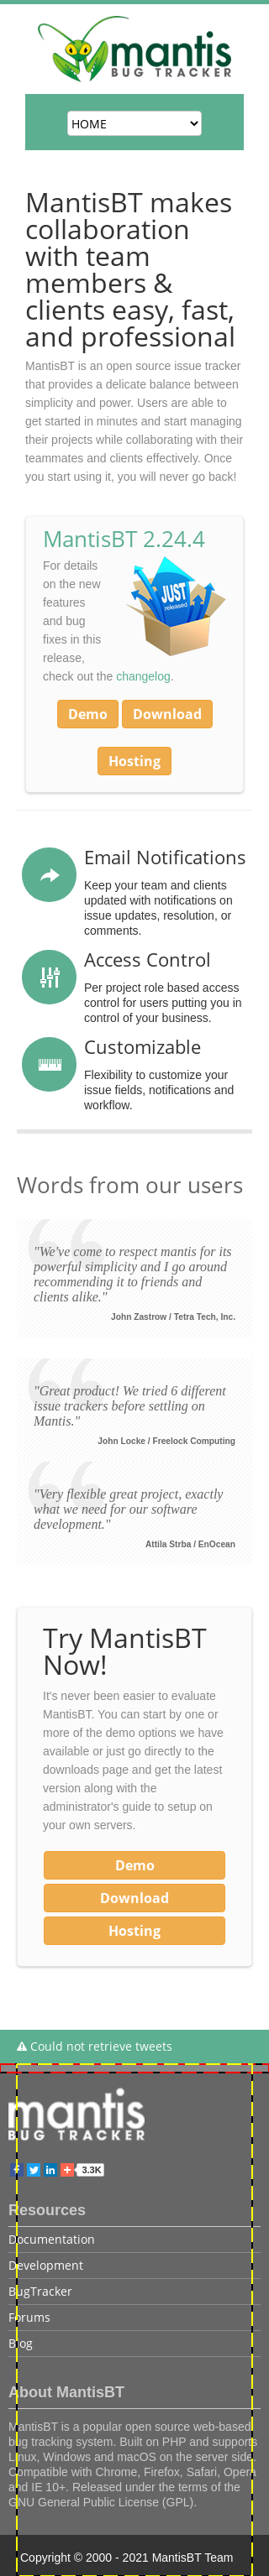 mantis
BUG TRACKER
HOME
MantisBT makes
collaboration
with team
members &
clients easy, fast,
and professional
MantisBT is an open source issue tracker
that provides a delicate balance between
simplicity and power. Users are able to
get started in minutes and start managing
their projects while collaborating with their
teammates and clients effectively. Once
you start using it, you will never go back!
MantisBT 2.24.4
For details
on the new
features
and bug
fixes in this
release,
check out the changelog.
JUST
released
Demo
Download
Hosting
Email Notifications
Keep your team and clients
updated with notifications on
issue updates, resolution, or
comments.
Access Control
Per project role based access
control for users putting you in
control of your business.
Customizable
Flexibility to customize your
issue fields, notifications and
workflow.
Words from our users
"We've come to respect mantis for its
powerful simplicity and I go around
recommending it to friends and
clients alike."
John Zastrow / Tetra Tech, Inc.
"Great product! We tried 6 different
issue trackers before settling on
Mantis."
John Locke / Freelock Computing
"Very flexible great project, exactly
what we need for our software
development."
Attila Strba / EnOcean
Try MantisBT
Now!
It's never been easier to evaluate
MantisBT. You can start by one or
more of the demo options we have
available or just go directly to the
downloads page and get the latest
version along with the
administrator's guide to setup on
your own servers.
Demo
Download
Hosting
Could not retrieve tweets
mantis
BUG TRACKER
3.3K
Resources
Documentation
Development
BugTracker
Forums
Blog
About MantisBT
MantisBT is a popular open source web-based
bug tracking system. Built on PHP and supports
Linux, Windows and macOS on the server side.
Compatible with Chrome, Firefox, Safari, Opera
and IE 10+. Released under the terms of the
GNU General Public License (GPL).
Copyright © 2000 - 2021 MantisBT Team